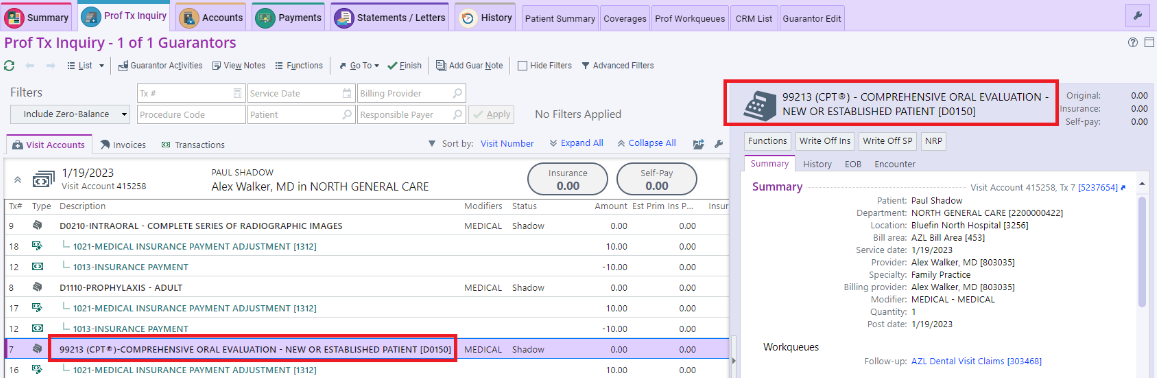 Summary
Prof Tx Inquiry
Accounts
Payments
Statements / Letters
History
Patient Summary
Coverages
Prof Workqueues
CRM List
Guarantor Edit
Prof Tx Inquiry - 1 of 1 Guarantors
List
Guarantor Activities
View Notes
Functions
Go To
Finish
Add Guar Note
Hide Filters
Advanced Filters
Filters
Tx #
Service Date
Billing Provider
Include Zero-Balance
Procedure Code
Patient
Responsible Payer
Apply
No Filters Applied
Visit Accounts
Invoices
Transactions
Sort by: Visit Number
Expand All
Collapse All
1/19/2023
Visit Account 415258
PAUL SHADOW
Alex Walker, MD in NORTH GENERAL CARE
Insurance
0.00
Self-Pay
0.00
Tx# Type Description Modifiers Status Amount Est Prim Ins P... Insur
9 D0210-INTRAORAL - COMPLETE SERIES OF RADIOGRAPHIC IMAGES MEDICAL Shadow 0.00 0.00
18 1021-MEDICAL INSURANCE PAYMENT ADJUSTMENT [1312] 10.00 0.00
12 1013-INSURANCE PAYMENT -10.00 0.00
8 D1110-PROPHYLAXIS - ADULT MEDICAL Shadow 0.00 0.00
17 1021-MEDICAL INSURANCE PAYMENT ADJUSTMENT [1312] 10.00 0.00
12 1013-INSURANCE PAYMENT -10.00 0.00
7 99213 (CPT®)-COMPREHENSIVE ORAL EVALUATION - NEW OR ESTABLISHED PATIENT [D0150] MEDICAL Shadow 0.00 0.00
16 1021-MEDICAL INSURANCE PAYMENT ADJUSTMENT [1312] 10.00 0.00
99213 (CPT®) - COMPREHENSIVE ORAL EVALUATION -
NEW OR ESTABLISHED PATIENT [D0150]
Original: 0.00
Insurance: 0.00
Self-pay: 0.00
Functions
Write Off Ins
Write Off SP
NRP
Summary
History
EOB
Encounter
Summary
Visit Account 415258, Tx 7 [5237654]
Patient: Paul Shadow
Department: NORTH GENERAL CARE [2200000422]
Location: Bluefin North Hospital [3256]
Bill area: AZL Bill Area [453]
Service date: 1/19/2023
Provider: Alex Walker, MD [803035]
Specialty: Family Practice
Billing provider: Alex Walker, MD [803035]
Modifier: MEDICAL - MEDICAL
Quantity: 1
Post date: 1/19/2023
Workqueues
Follow-up: AZL Dental Visit Claims [303468]